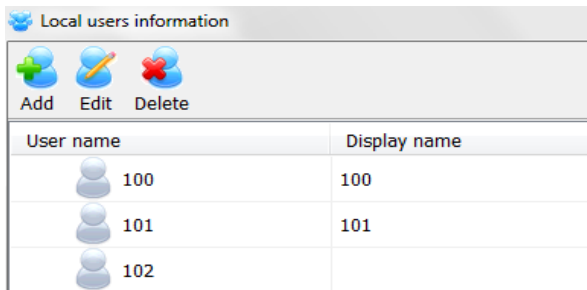 Local users information
Add Edit Delete
User name Display name
100 100
101 101
102